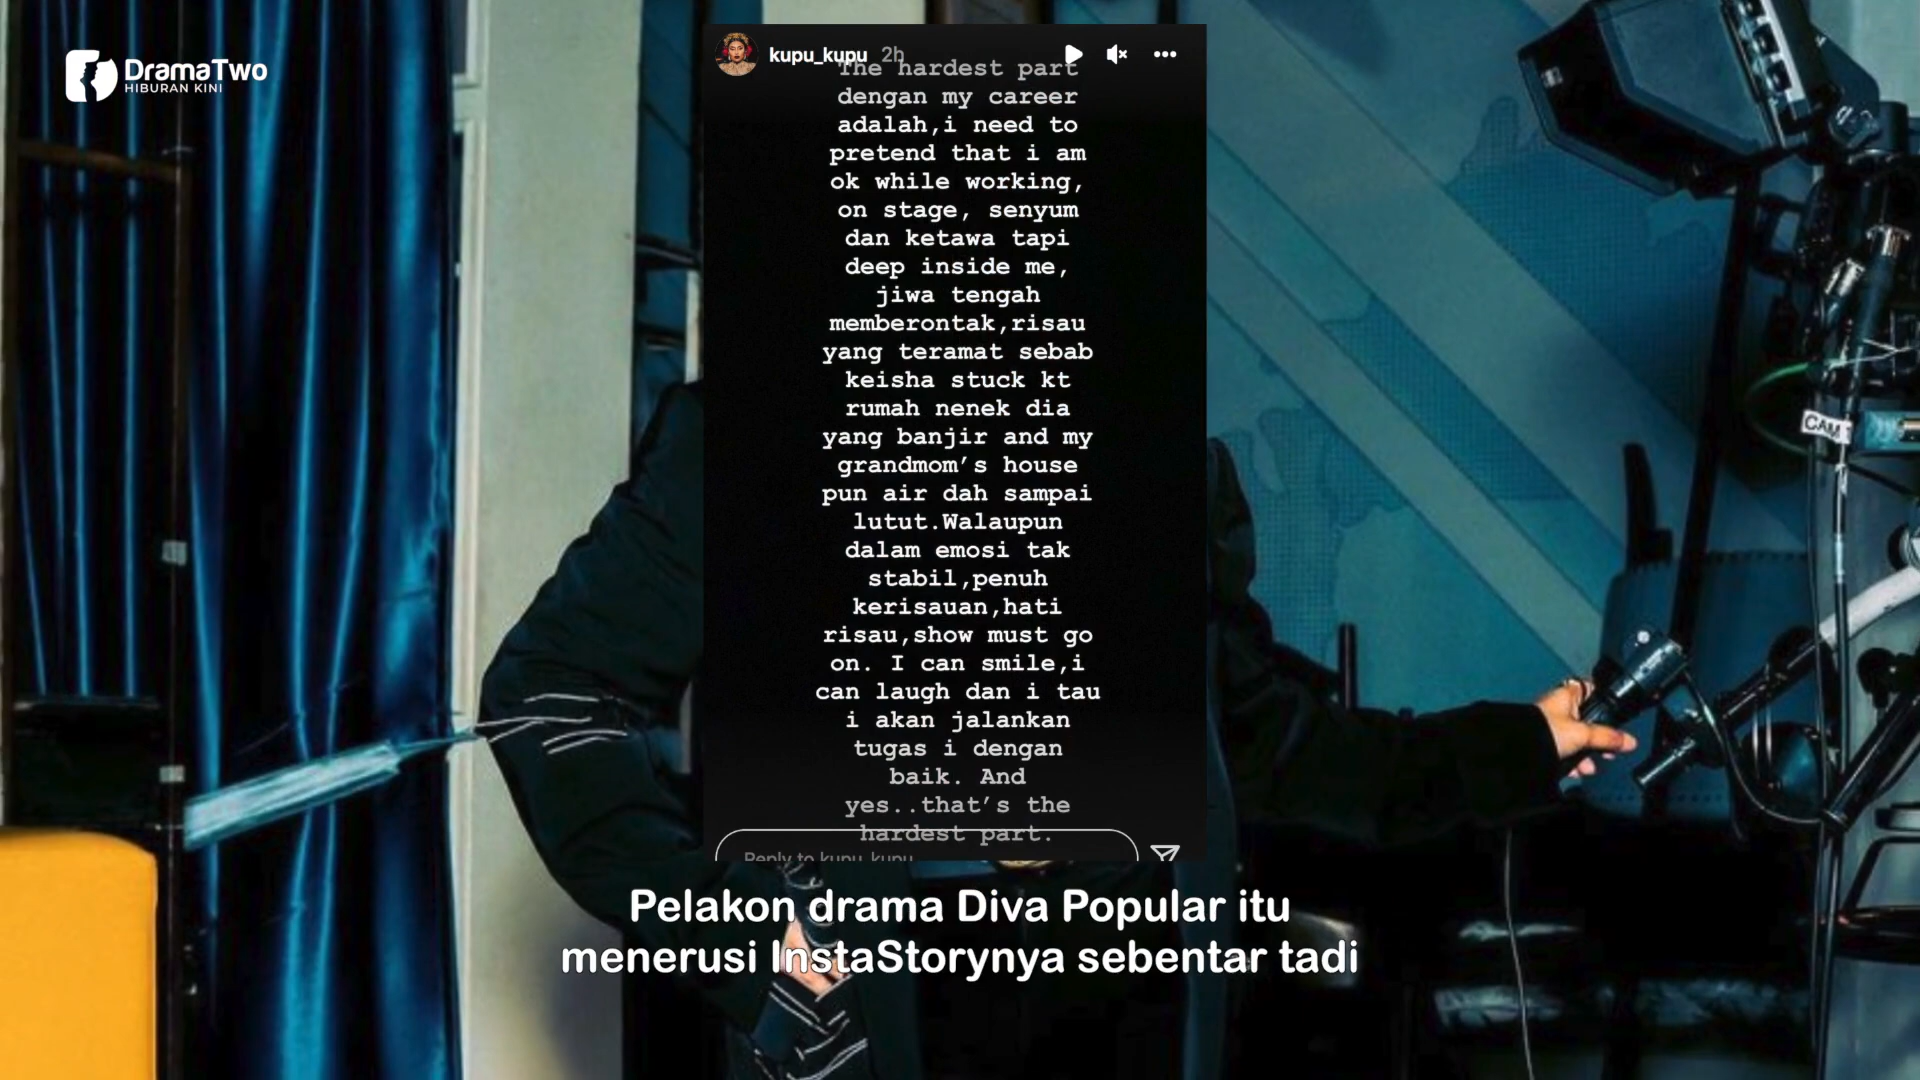 DramaTwo
HIBURAN KINI
kupu_kupu 2h
The hardest part
dengan my career
adalah,i need to
pretend that i am
ok while working,
on stage, senyum
dan ketawa tapi
deep inside me,
jiwa tengah
memberontak,risau
yang teramat sebab
keisha stuck kt
rumah nenek dia
yang banjir and my
grandmom’s house
pun air dah sampai
lutut.Walaupun
dalam emosi tak
stabil,penuh
kerisauan,hati
risau,show must go
on. I can smile,i
can laugh dan i tau
i akan jalankan
tugas i dengan
baik. And
yes..that’s the
hardest part.
Reply to kupu_kupu
CAM
Pelakon drama Diva Popular itu
menerusi InstaStorynya sebentar tadi